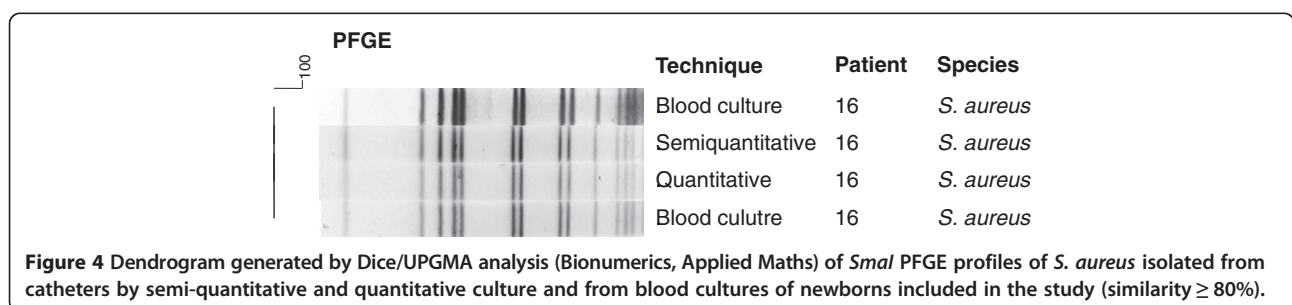 PFGE
100
Technique Patient Species
Blood culture 16 S. aureus
Semiquantitative 16 S. aureus
Quantitative 16 S. aureus
Blood culutre 16 S. aureus
Figure 4 Dendrogram generated by Dice/UPGMA analysis (Bionumerics, Applied Maths) of SmaI PFGE profiles of S. aureus isolated from
catheters by semi-quantitative and quantitative culture and from blood cultures of newborns included in the study (similarity ≥ 80%).